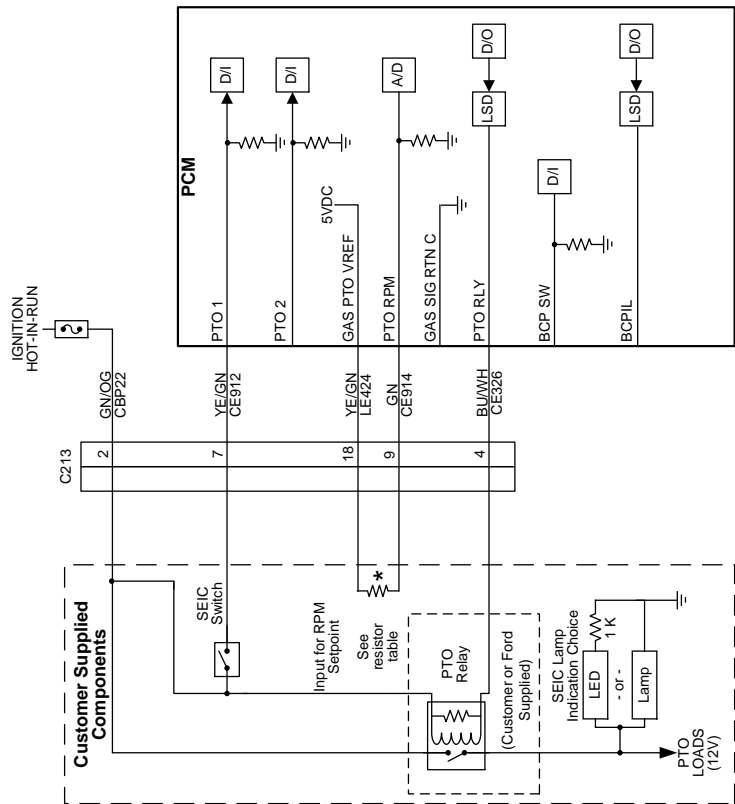 IGNITION
HOT-IN-RUN
PCM
PTO 1
PTO 2
GAS PTO VREF
PTO RPM
GAS SIG RTN C
PTO RLY
BCP SW
BCPIL
5VDC
D/I
D/I
A/D
LSD
D/O
D/I
LSD
D/O
GN/OG
CBP22
YE/GN
CE912
YE/GN
LE424
GN
CE914
BU/WH
CE326
C213
2
7
18
9
4
Customer Supplied
Components
SEIC
Switch
Input for RPM
Setpoint
See
resistor
table
*
PTO
Relay
(Customer or Ford
Supplied)
SEIC Lamp
Indication Choice
LED
1 K
- or -
Lamp
PTO
LOADS
(12V)